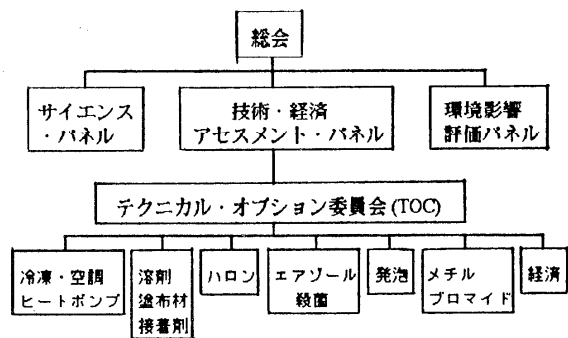 総会
サイエンス
・パネル
技術・経済
アセスメント・パネル
環境影響
評価パネル
テクニカル・オプション委員会(TOC)
冷凍・空調
ヒートポンプ
溶剤
塗布材
接着剤
ハロン
エアゾール
殺菌
発泡
メチル
ブロマイド
経済